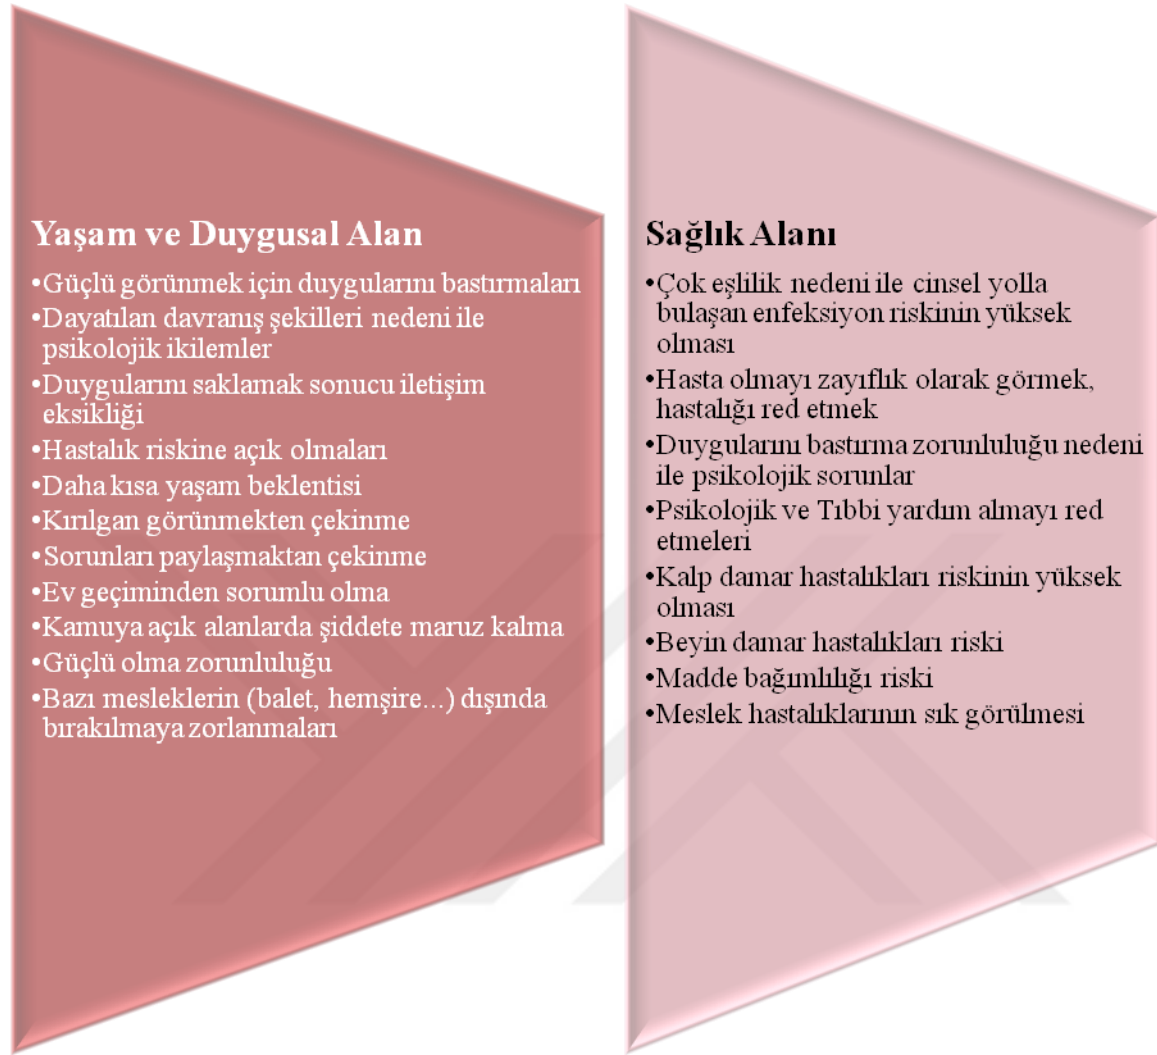 Yaşam ve Duygusal Alan
•Güçlü görünmek için duygularını bastırmaları
•Dayatılan davranış şekilleri nedeni ile
psikolojik ikilemler
•Duygularını saklamak sonucu iletişim
eksikliği
•Hastalık riskine açık olmaları
•Daha kısa yaşam beklentisi
•Kırılgan görünmekten çekinme
•Sorunları paylaşmaktan çekinme
•Ev geçiminden sorumlu olma
•Kamuya açık alanlarda şiddete maruz kalma
•Güçlü olma zorunluluğu
•Bazı mesleklerin (balet, hemşire...) dışında
bırakılmaya zorlanmaları
Sağlık Alanı
•Çok eşlilik nedeni ile cinsel yolla
bulaşan enfeksiyon riskinin yüksek
olması
•Hasta olmayı zayıflık olarak görmek,
hastalığı red etmek
•Duygularını bastırma zorunluluğu nedeni
ile psikolojik sorunlar
•Psikolojik ve Tıbbi yardım almayı red
etmeleri
•Kalp damar hastalıkları riskinin yüksek
olması
•Beyin damar hastalıkları riski
•Madde bağımlılığı riski
•Meslek hastalıklarının sık görülmesi